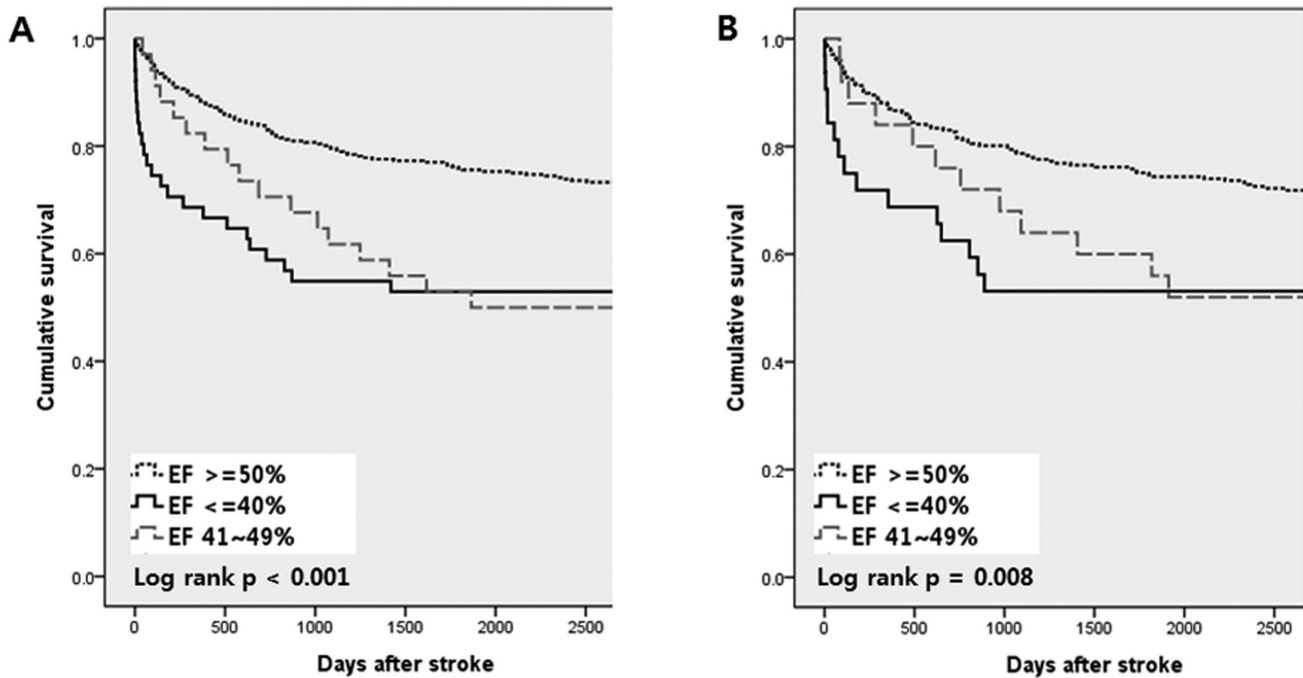 A
1.0
0.8
0.6
0.4
0.2
0.0
Cumulative survival
EF >=50%
EF <=40%
EF 41~49%
Log rank p < 0.001
0 500 1000 1500 2000 2500
Days after stroke
B
1.0
0.8
0.6
0.4
0.2
0.0
Cumulative survival
EF >=50%
EF <=40%
EF 41~49%
Log rank p = 0.008
0 500 1000 1500 2000 2500
Days after stroke